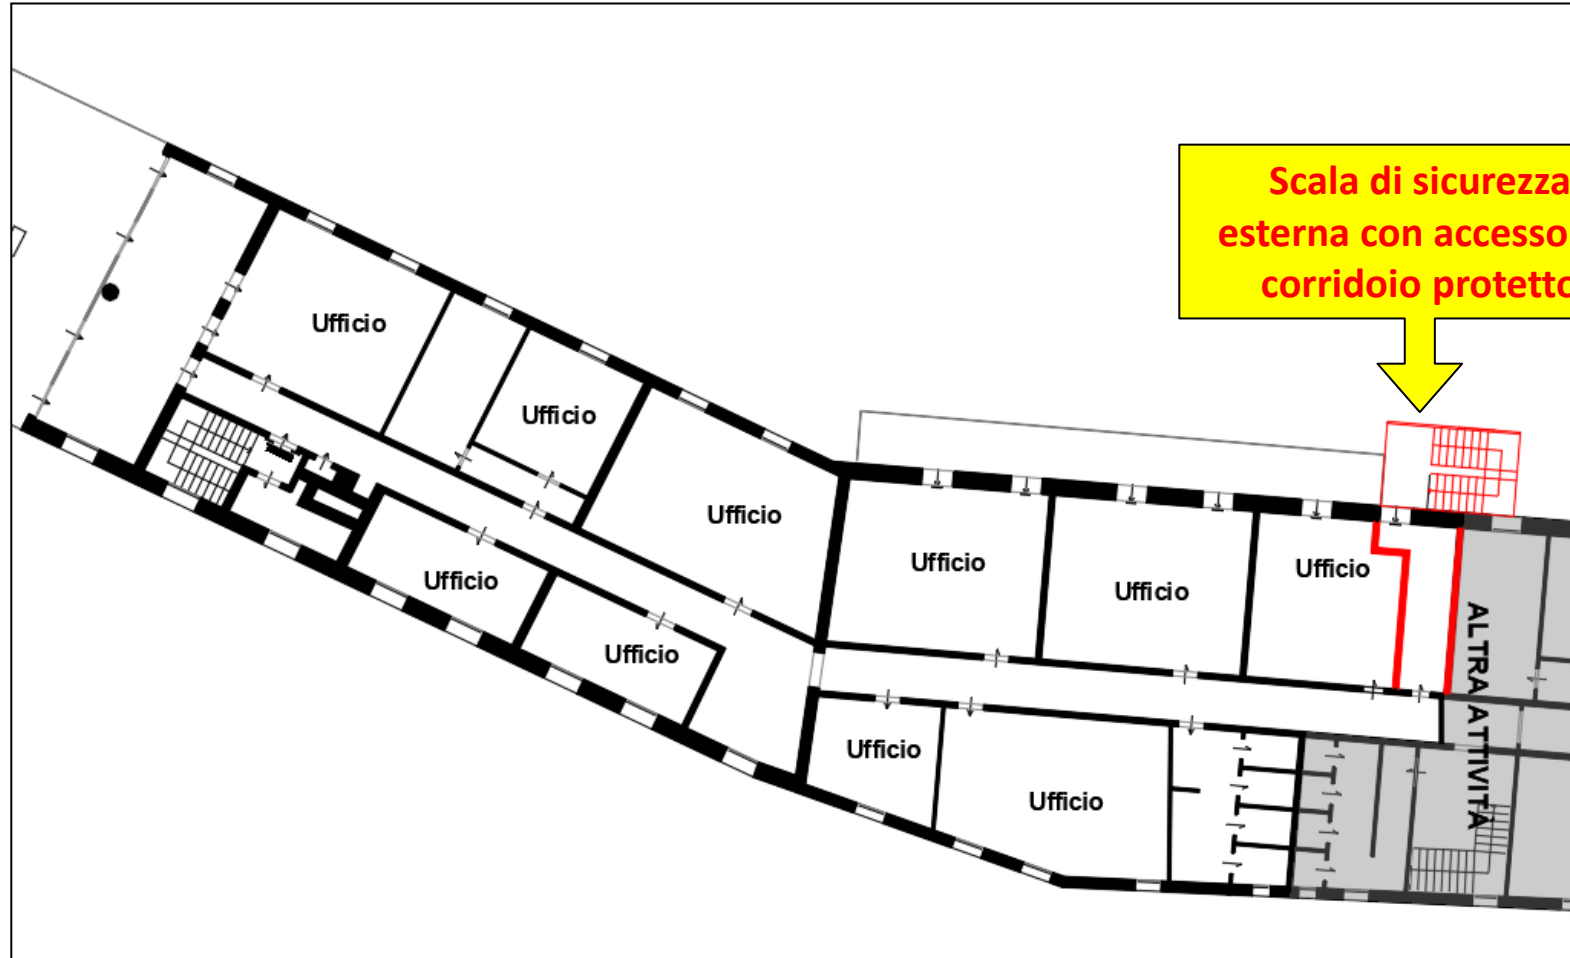 Scala di sicurezza
esterna con accesso
corridoio protetto
Ufficio
Ufficio
Ufficio
Ufficio
Ufficio
Ufficio
Ufficio
Ufficio
Ufficio
Ufficio
ALTRA ATTIVITÀ